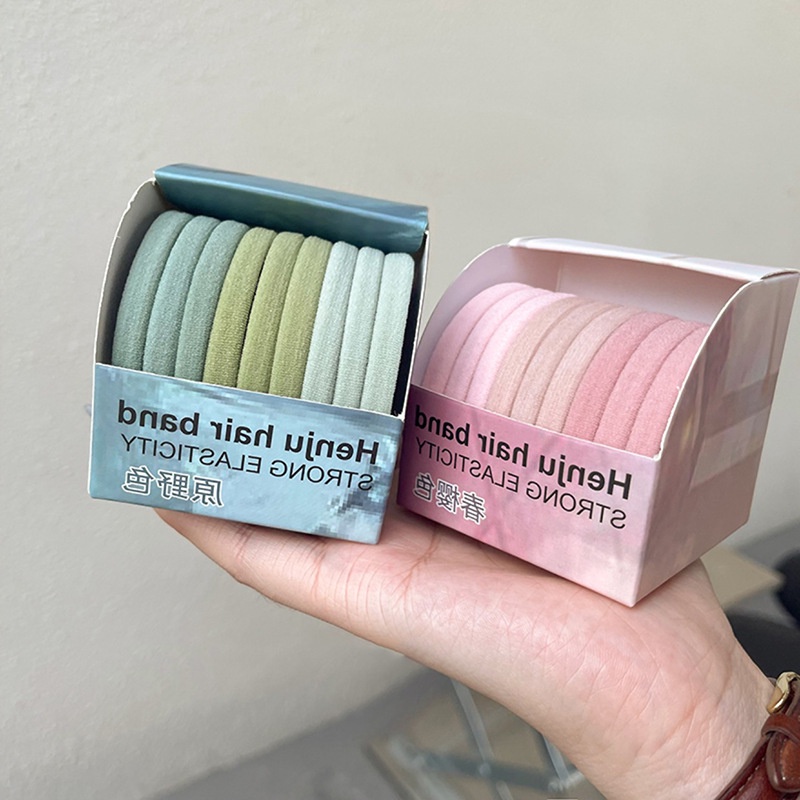 Henju hair band
STRONG ELASTICITY
原野色
Henju hair band
STRONG ELASTICITY
春樱色